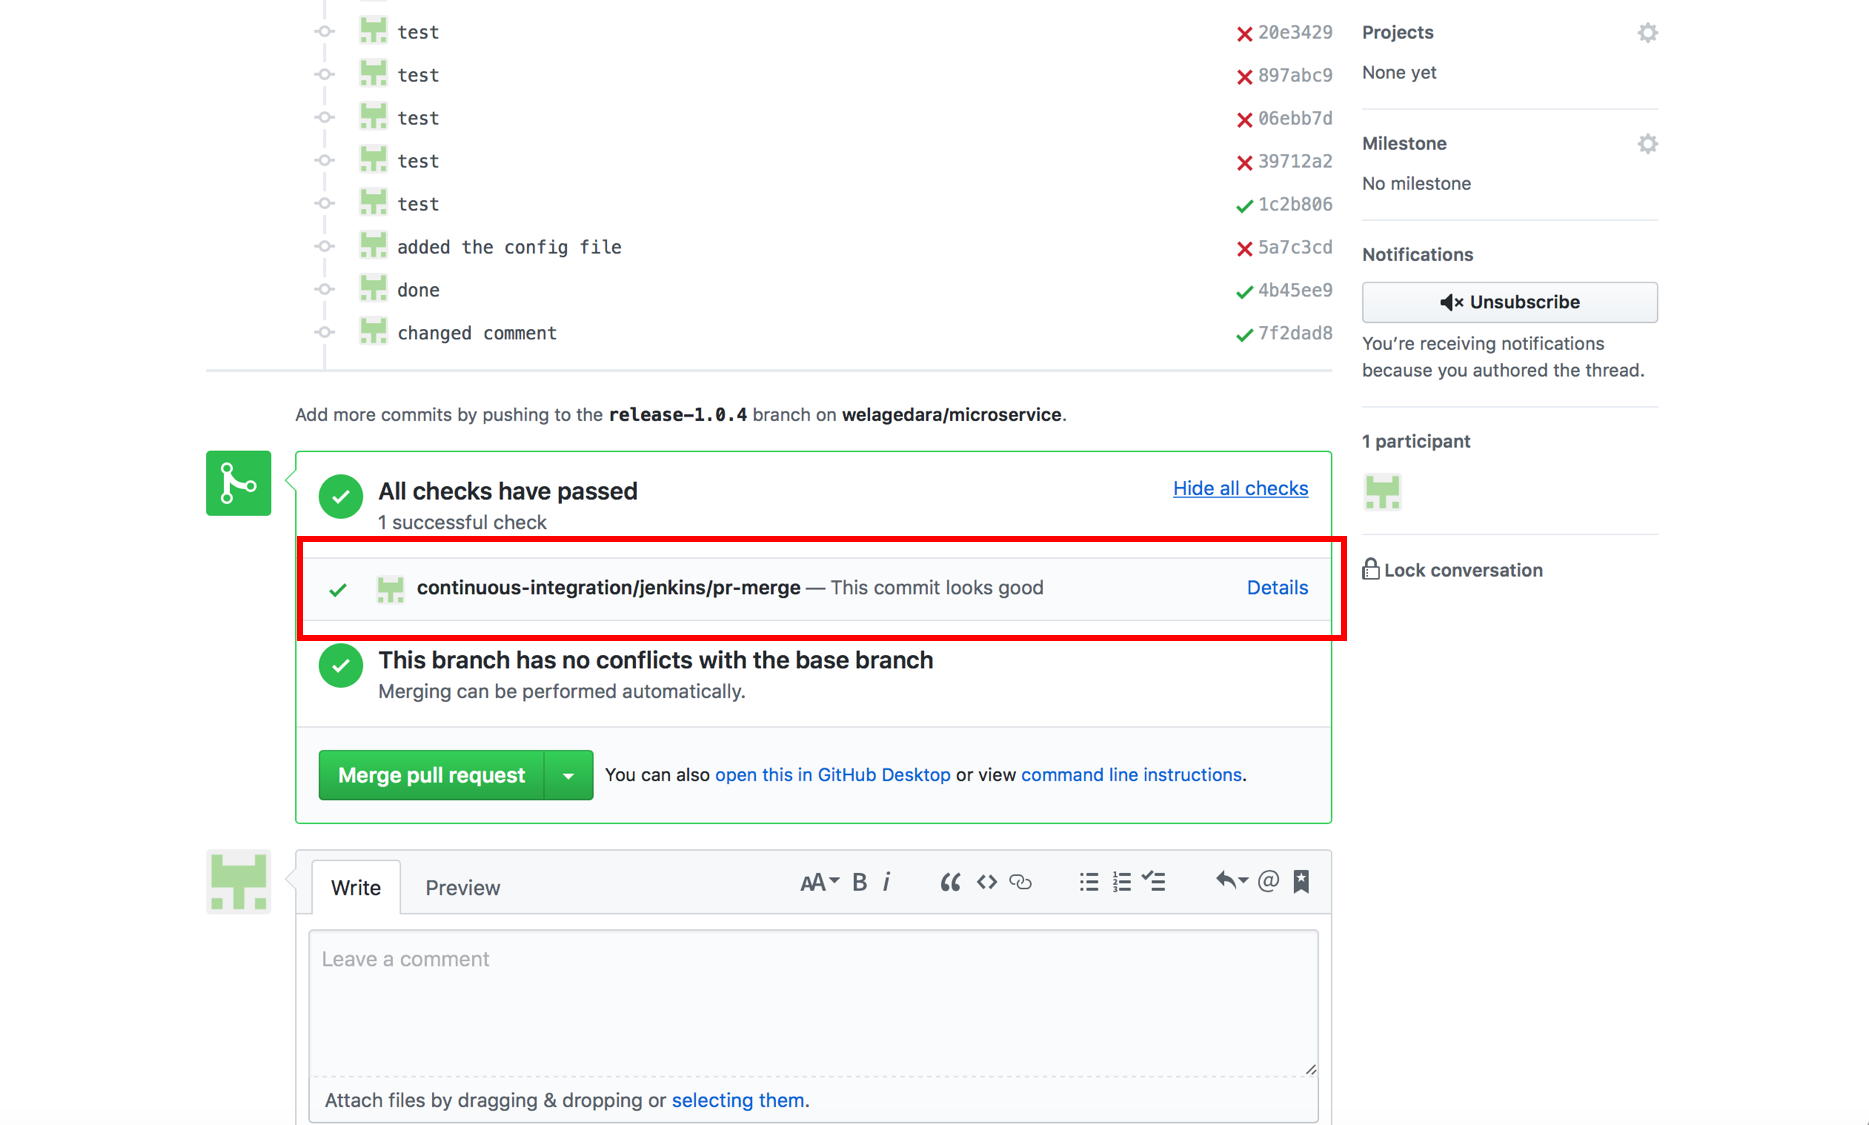 test 20e3429
test 897abc9
test 06ebb7d
test 39712a2
test 1c2b806
added the config file 5a7c3cd
done 4b45ee9
changed comment 7f2dad8
Add more commits by pushing to the release-1.0.4 branch on welagedara/microservice.
All checks have passed
Hide all checks
1 successful check
continuous-integration/jenkins/pr-merge — This commit looks good
Details
This branch has no conflicts with the base branch
Merging can be performed automatically.
Merge pull request
You can also open this in GitHub Desktop or view command line instructions.
Write
Preview
Leave a comment
Attach files by dragging & dropping or selecting them.
Projects
None yet
Milestone
No milestone
Notifications
Unsubscribe
You’re receiving notifications
because you authored the thread.
1 participant
Lock conversation